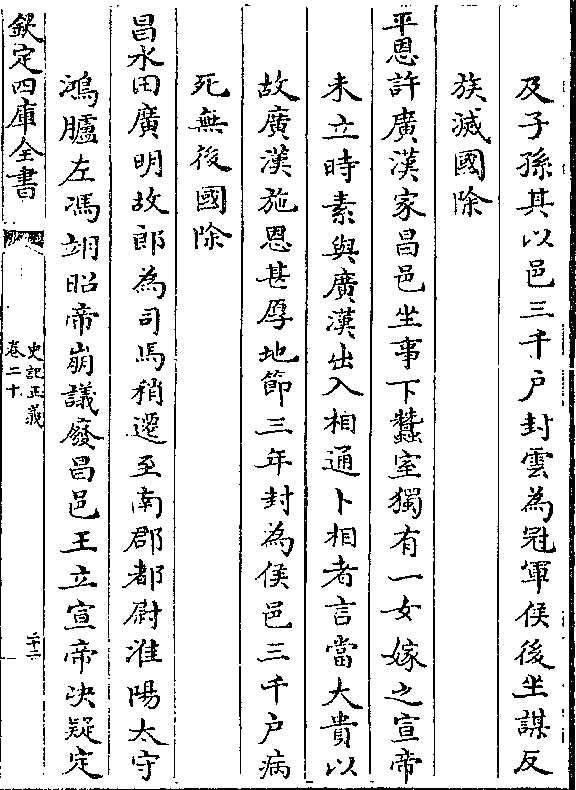 及子孫其以邑三千户封雲為冠軍侯後坐謀反
族滅國除
平恩許廣漢家昌邑坐事下蠶室獨有一女嫁之宣帝
未立時素與廣漢出入相通卜相者言當大貴以
故廣漢施恩甚厚地節三年封為侯邑三千户病
死無後國除
昌水田廣明故郎為司馬稍遷至南郡都尉淮陽太守
鴻臚左馮翊昭帝崩議廢昌邑王立宣帝决疑定
欽定四庫全書
史記正義
卷二十
二十二